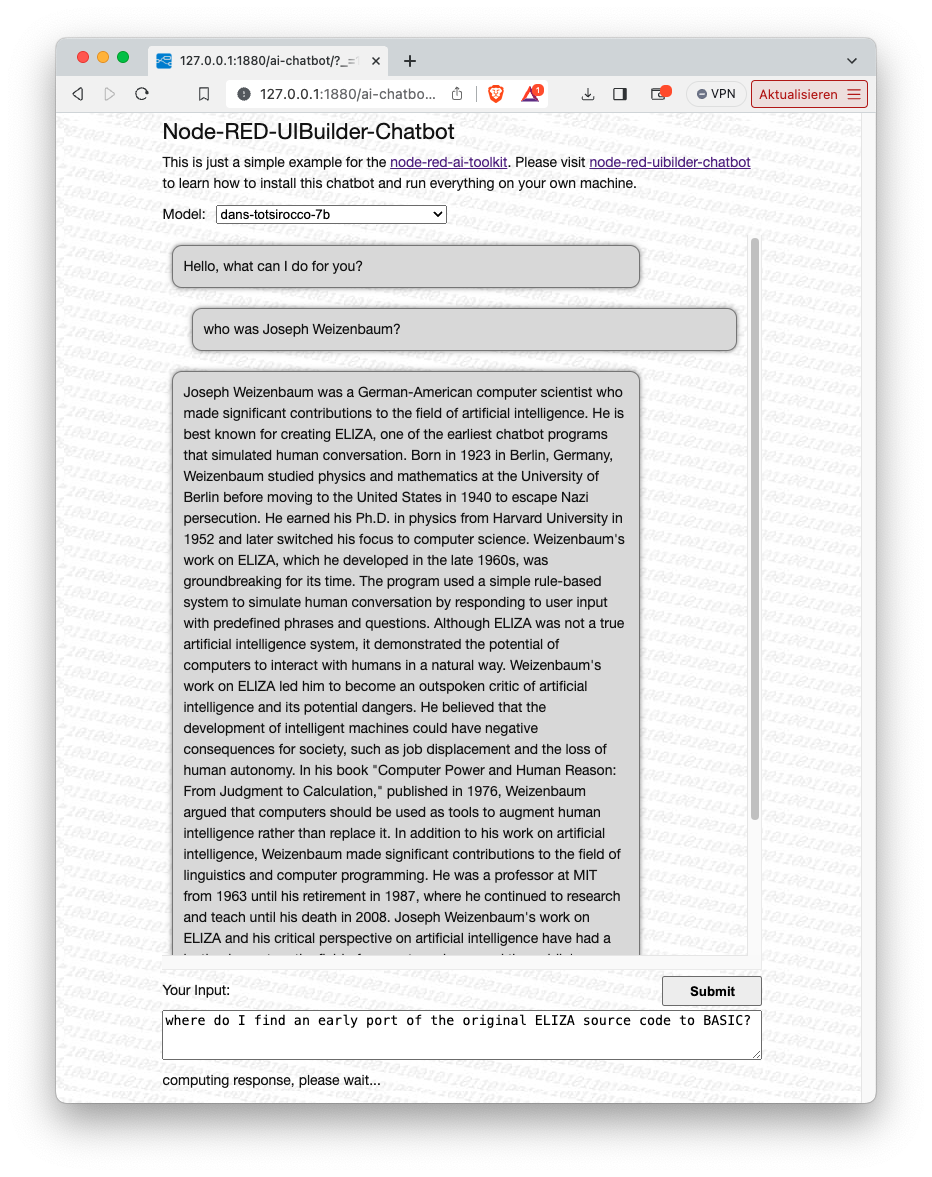 127.0.0.1:1880/ai-chatbot/?_=
127.0.0.1:1880/ai-chatbo...
1
VPN
Aktualisieren
Node-RED-UIBuilder-Chatbot
This is just a simple example for the node-red-ai-toolkit. Please visit node-red-uibilder-chatbot
to learn how to install this chatbot and run everything on your own machine.
Model: dans-totsirocco-7b
Hello, what can I do for you?
who was Joseph Weizenbaum?
Joseph Weizenbaum was a German-American computer scientist who
made significant contributions to the field of artificial intelligence. He is
best known for creating ELIZA, one of the earliest chatbot programs
that simulated human conversation. Born in 1923 in Berlin, Germany,
Weizenbaum studied physics and mathematics at the University of
Berlin before moving to the United States in 1940 to escape Nazi
persecution. He earned his Ph.D. in physics from Harvard University in
1952 and later switched his focus to computer science. Weizenbaum's
work on ELIZA, which he developed in the late 1960s, was
groundbreaking for its time. The program used a simple rule-based
system to simulate human conversation by responding to user input
with predefined phrases and questions. Although ELIZA was not a true
artificial intelligence system, it demonstrated the potential of
computers to interact with humans in a natural way. Weizenbaum's
work on ELIZA led him to become an outspoken critic of artificial
intelligence and its potential dangers. He believed that the
development of intelligent machines could have negative
consequences for society, such as job displacement and the loss of
human autonomy. In his book "Computer Power and Human Reason:
From Judgment to Calculation," published in 1976, Weizenbaum
argued that computers should be used as tools to augment human
intelligence rather than replace it. In addition to his work on artificial
intelligence, Weizenbaum made significant contributions to the field of
linguistics and computer programming. He was a professor at MIT
from 1963 until his retirement in 1987, where he continued to research
and teach until his death in 2008. Joseph Weizenbaum's work on
ELIZA and his critical perspective on artificial intelligence have had a
Your Input:
Submit
where do I find an early port of the original ELIZA source code to BASIC?
computing response, please wait...